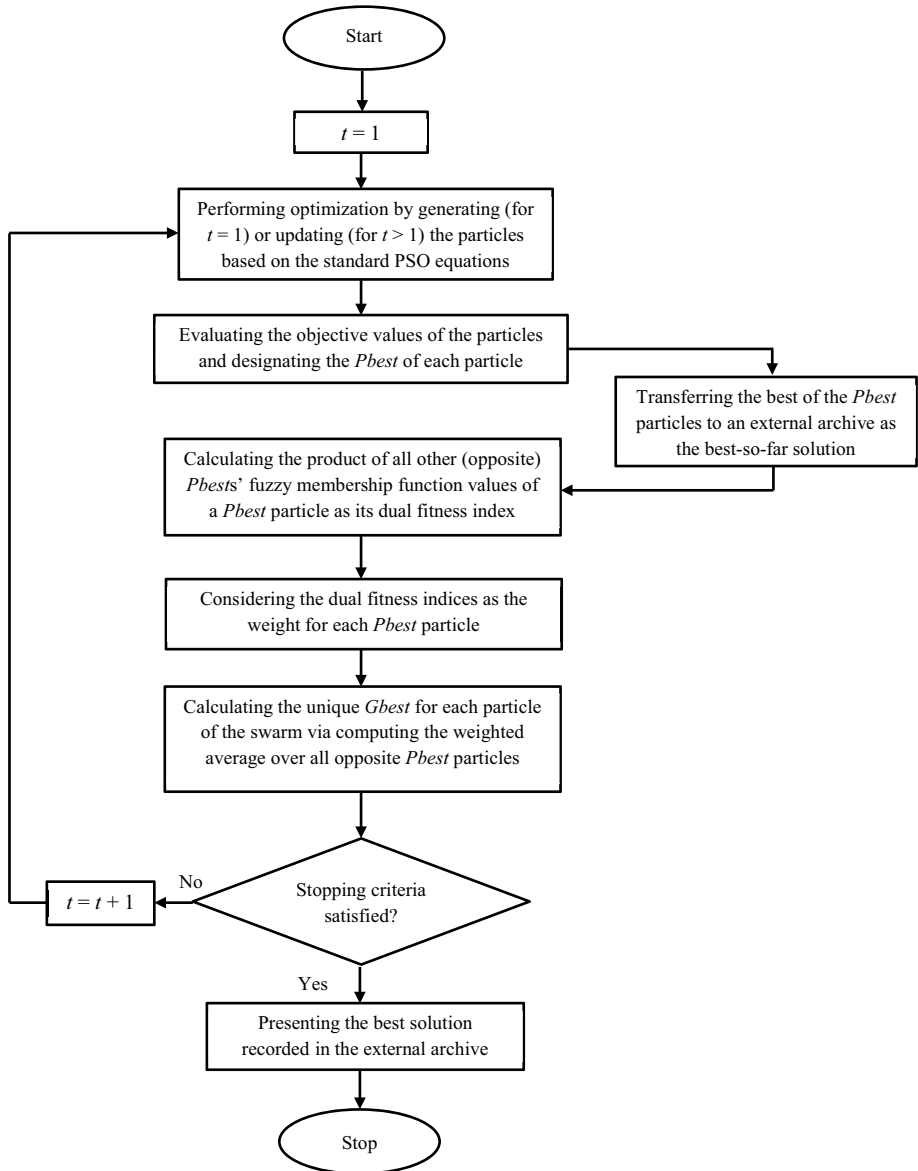 Start
t = 1
Performing optimization by generating (for
t = 1) or updating (for t > 1) the particles
based on the standard PSO equations
Evaluating the objective values of the particles
and designating the Pbest of each particle
Transferring the best of the Pbest
particles to an external archive as
the best-so-far solution
Calculating the product of all other (opposite)
Pbests’ fuzzy membership function values of
a Pbest particle as its dual fitness index
Considering the dual fitness indices as the
weight for each Pbest particle
Calculating the unique Gbest for each particle
of the swarm via computing the weighted
average over all opposite Pbest particles
Stopping criteria
satisfied?
No
t = t + 1
Yes
Presenting the best solution
recorded in the external archive
Stop